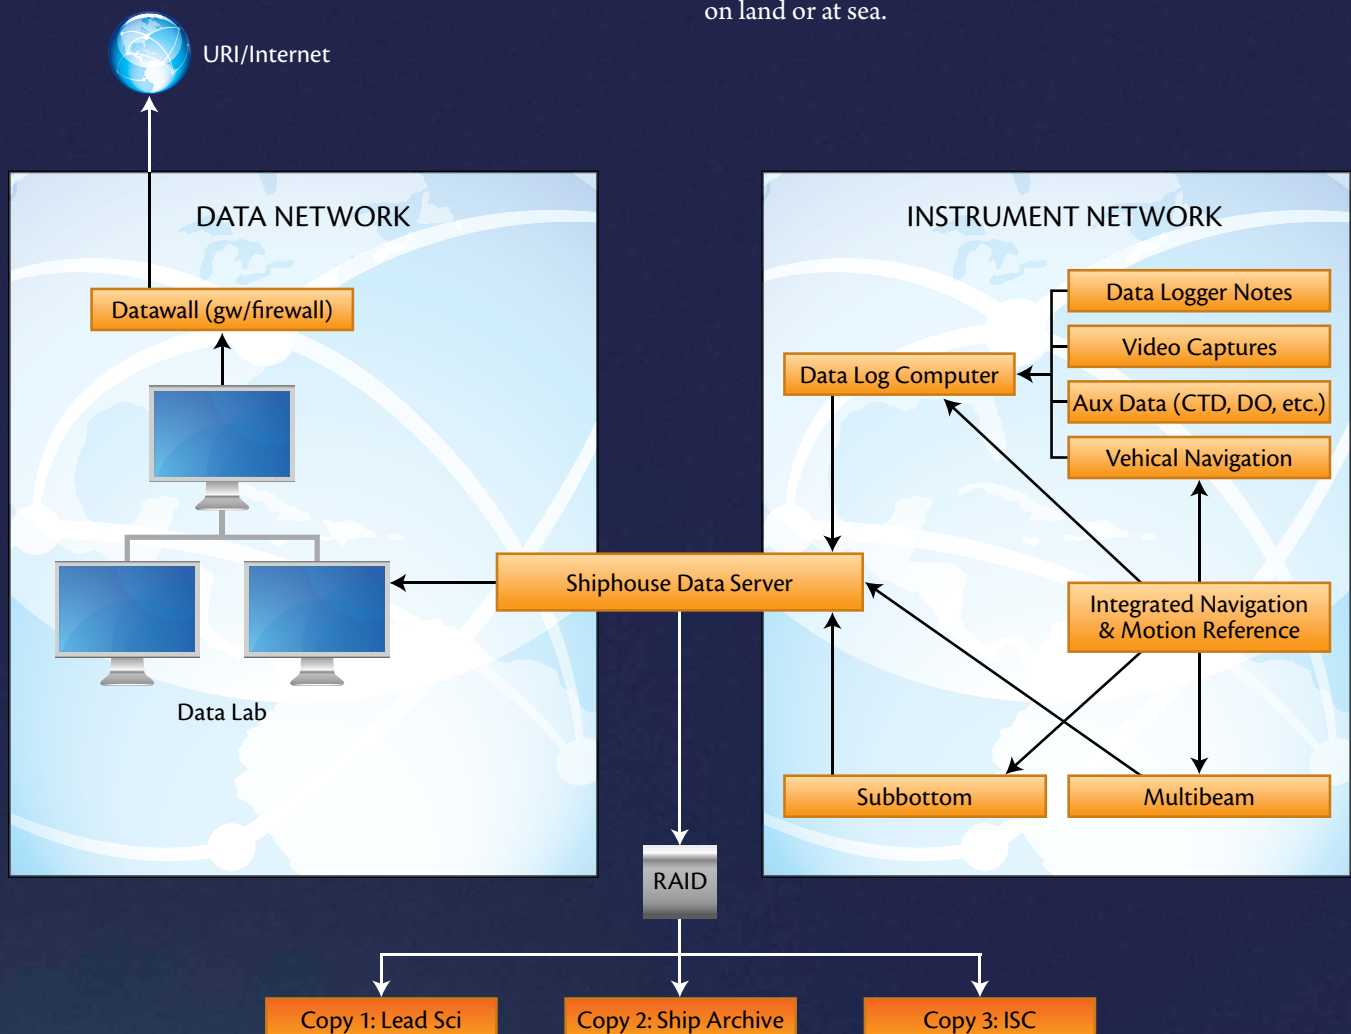 on land or at sea.
URI/Internet
DATA NETWORK
Datawall (gw/firewall)
Data Lab
INSTRUMENT NETWORK
Data Logger Notes
Video Captures
Data Log Computer
Aux Data (CTD, DO, etc.)
Vehical Navigation
Shiphouse Data Server
Integrated Navigation
& Motion Reference
Subbottom
Multibeam
RAID
Copy 1: Lead Sci
Copy 2: Ship Archive
Copy 3: ISC